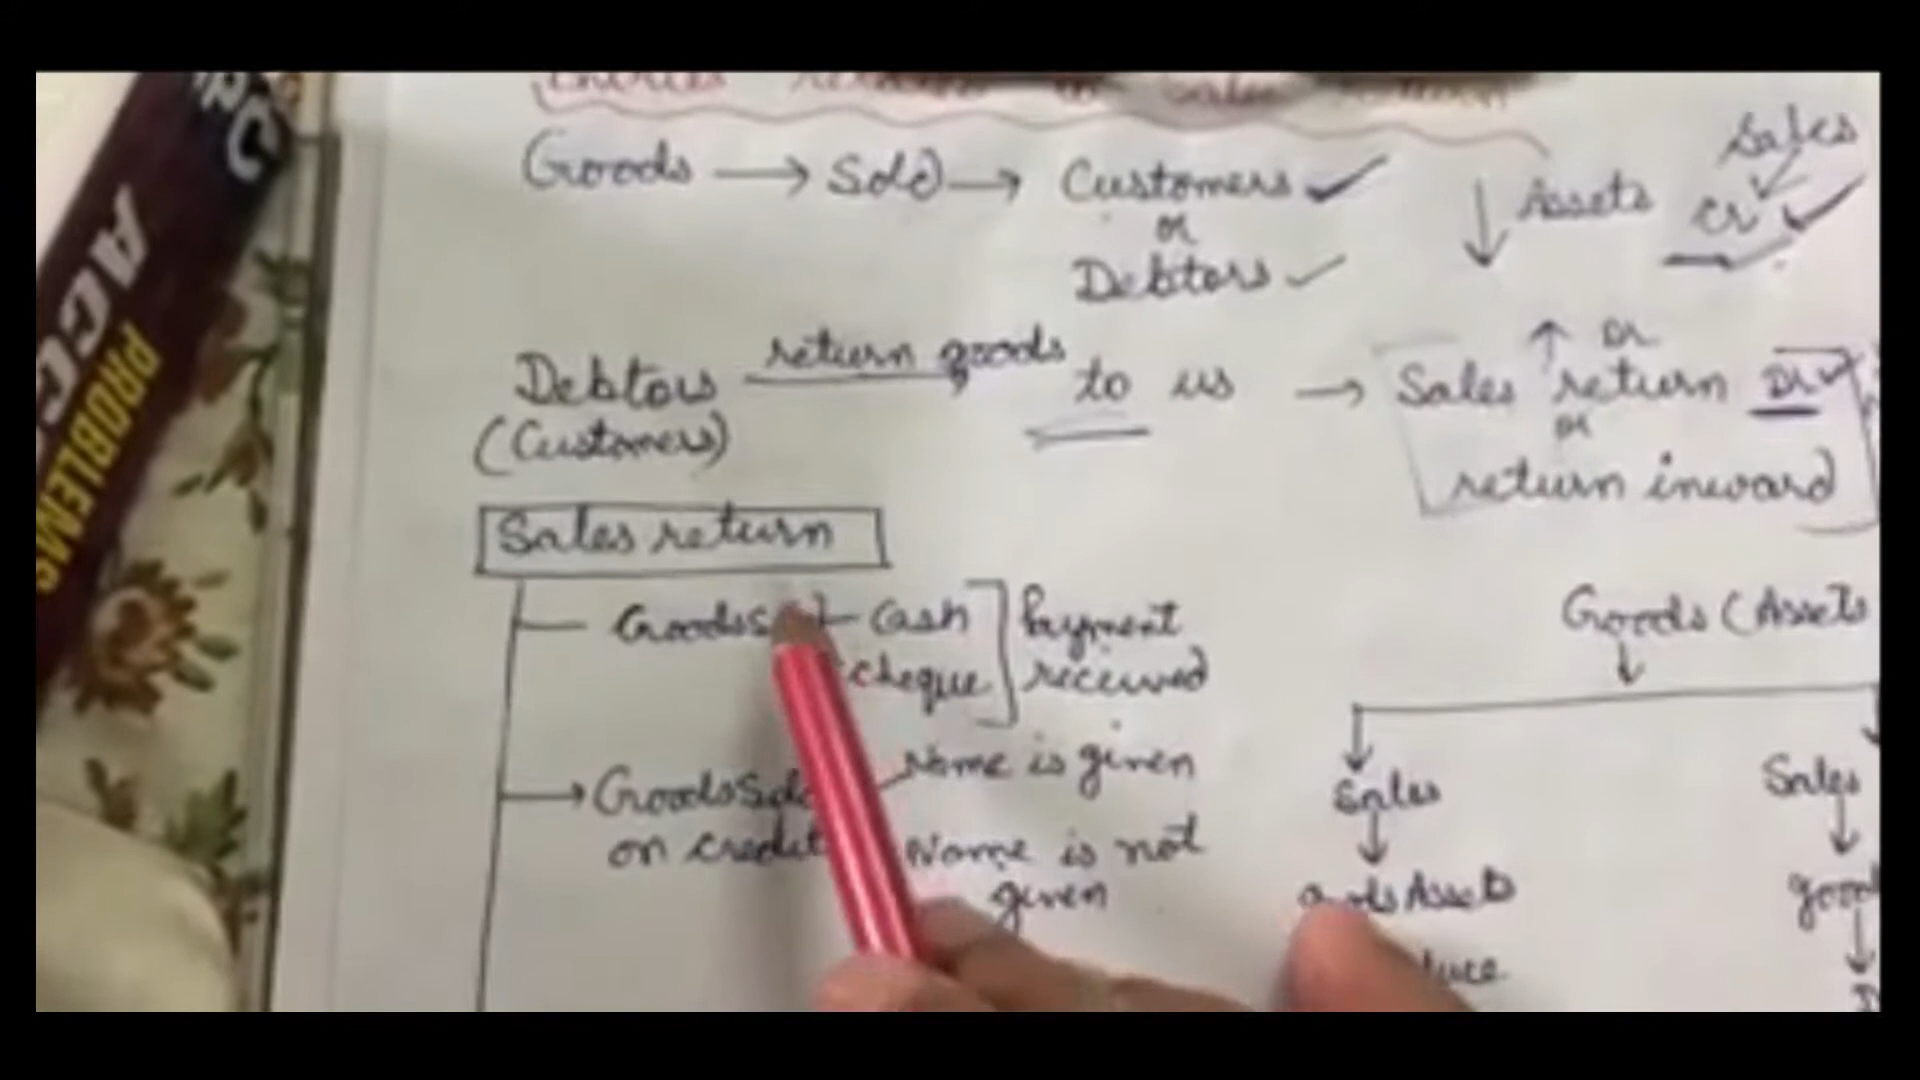 Goods → Sold → Customers ✓
or
Debtors ✓
↓ Assets
Sales
Cr ✓
Debtors return goods to us → Sales return Dr ✓
(Customers)
↑ Dr
or
return inward
Sales return
Goods — Cash
cheque
Payment
received
→ Goods Sold
on credit
Name is given
Name is not
given
Goods (Assets
Sales
Assets
Sales
ACC
PROBLEMS